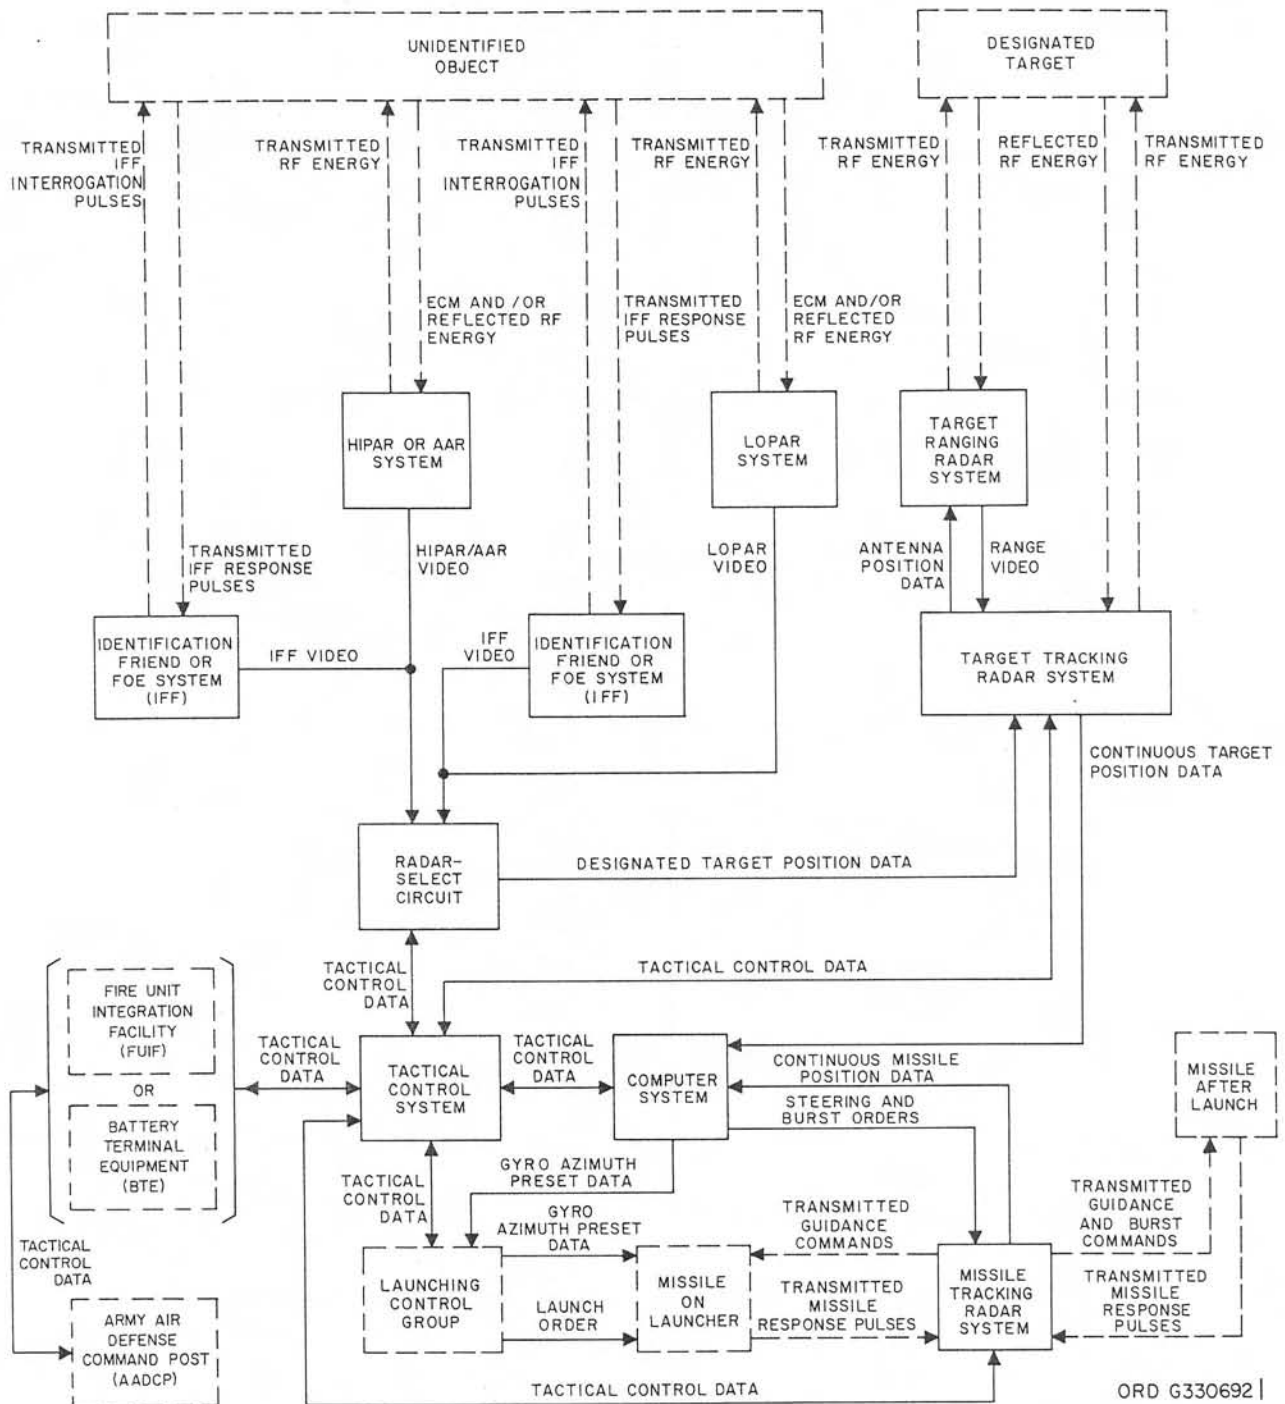 UNIDENTIFIED
OBJECT
DESIGNATED
TARGET
TRANSMITTED
IFF
INTERROGATION
PULSES
TRANSMITTED
RF ENERGY
TRANSMITTED
IFF
INTERROGATION
PULSES
TRANSMITTED
RF ENERGY
TRANSMITTED
RF ENERGY
REFLECTED
RF ENERGY
TRANSMITTED
RF ENERGY
ECM AND / OR
REFLECTED RF
ENERGY
TRANSMITTED
IFF RESPONSE
PULSES
ECM AND/OR
REFLECTED
RF ENERGY
HIPAR OR AAR
SYSTEM
LOPAR
SYSTEM
TARGET
RANGING
RADAR
SYSTEM
TRANSMITTED
IFF RESPONSE
PULSES
HIPAR/AAR
VIDEO
LOPAR
VIDEO
ANTENNA
POSITION
DATA
RANGE
VIDEO
IDENTIFICATION
FRIEND OR
FOE SYSTEM
(IFF)
IFF VIDEO
IFF
VIDEO
IDENTIFICATION
FRIEND OR
FOE SYSTEM
(IFF)
TARGET TRACKING
RADAR SYSTEM
CONTINUOUS TARGET
POSITION DATA
RADAR-
SELECT
CIRCUIT
DESIGNATED TARGET POSITION DATA
TACTICAL
CONTROL
DATA
TACTICAL CONTROL DATA
FIRE UNIT
INTEGRATION
FACILITY
(FUIF)
OR
BATTERY
TERMINAL
EQUIPMENT
(BTE)
TACTICAL
CONTROL
DATA
TACTICAL
CONTROL
SYSTEM
TACTICAL
CONTROL
DATA
COMPUTER
SYSTEM
CONTINUOUS MISSILE
POSITION DATA
STEERING AND
BURST ORDERS
MISSILE
AFTER
LAUNCH
GYRO AZIMUTH
PRESET DATA
TACTICAL
CONTROL
DATA
GYRO
AZIMUTH PRESET
DATA
TRANSMITTED
GUIDANCE
COMMANDS
TRANSMITTED
GUIDANCE
AND BURST
COMMANDS
TACTICAL
CONTROL
DATA
LAUNCHING
CONTROL
GROUP
LAUNCH
ORDER
MISSILE
ON
LAUNCHER
TRANSMITTED
MISSILE
RESPONSE PULSES
MISSILE
TRACKING
RADAR
SYSTEM
TRANSMITTED
MISSILE
RESPONSE
PULSES
ARMY AIR
DEFENSE
COMMAND POST
(AADCP)
TACTICAL CONTROL DATA
ORD G330692